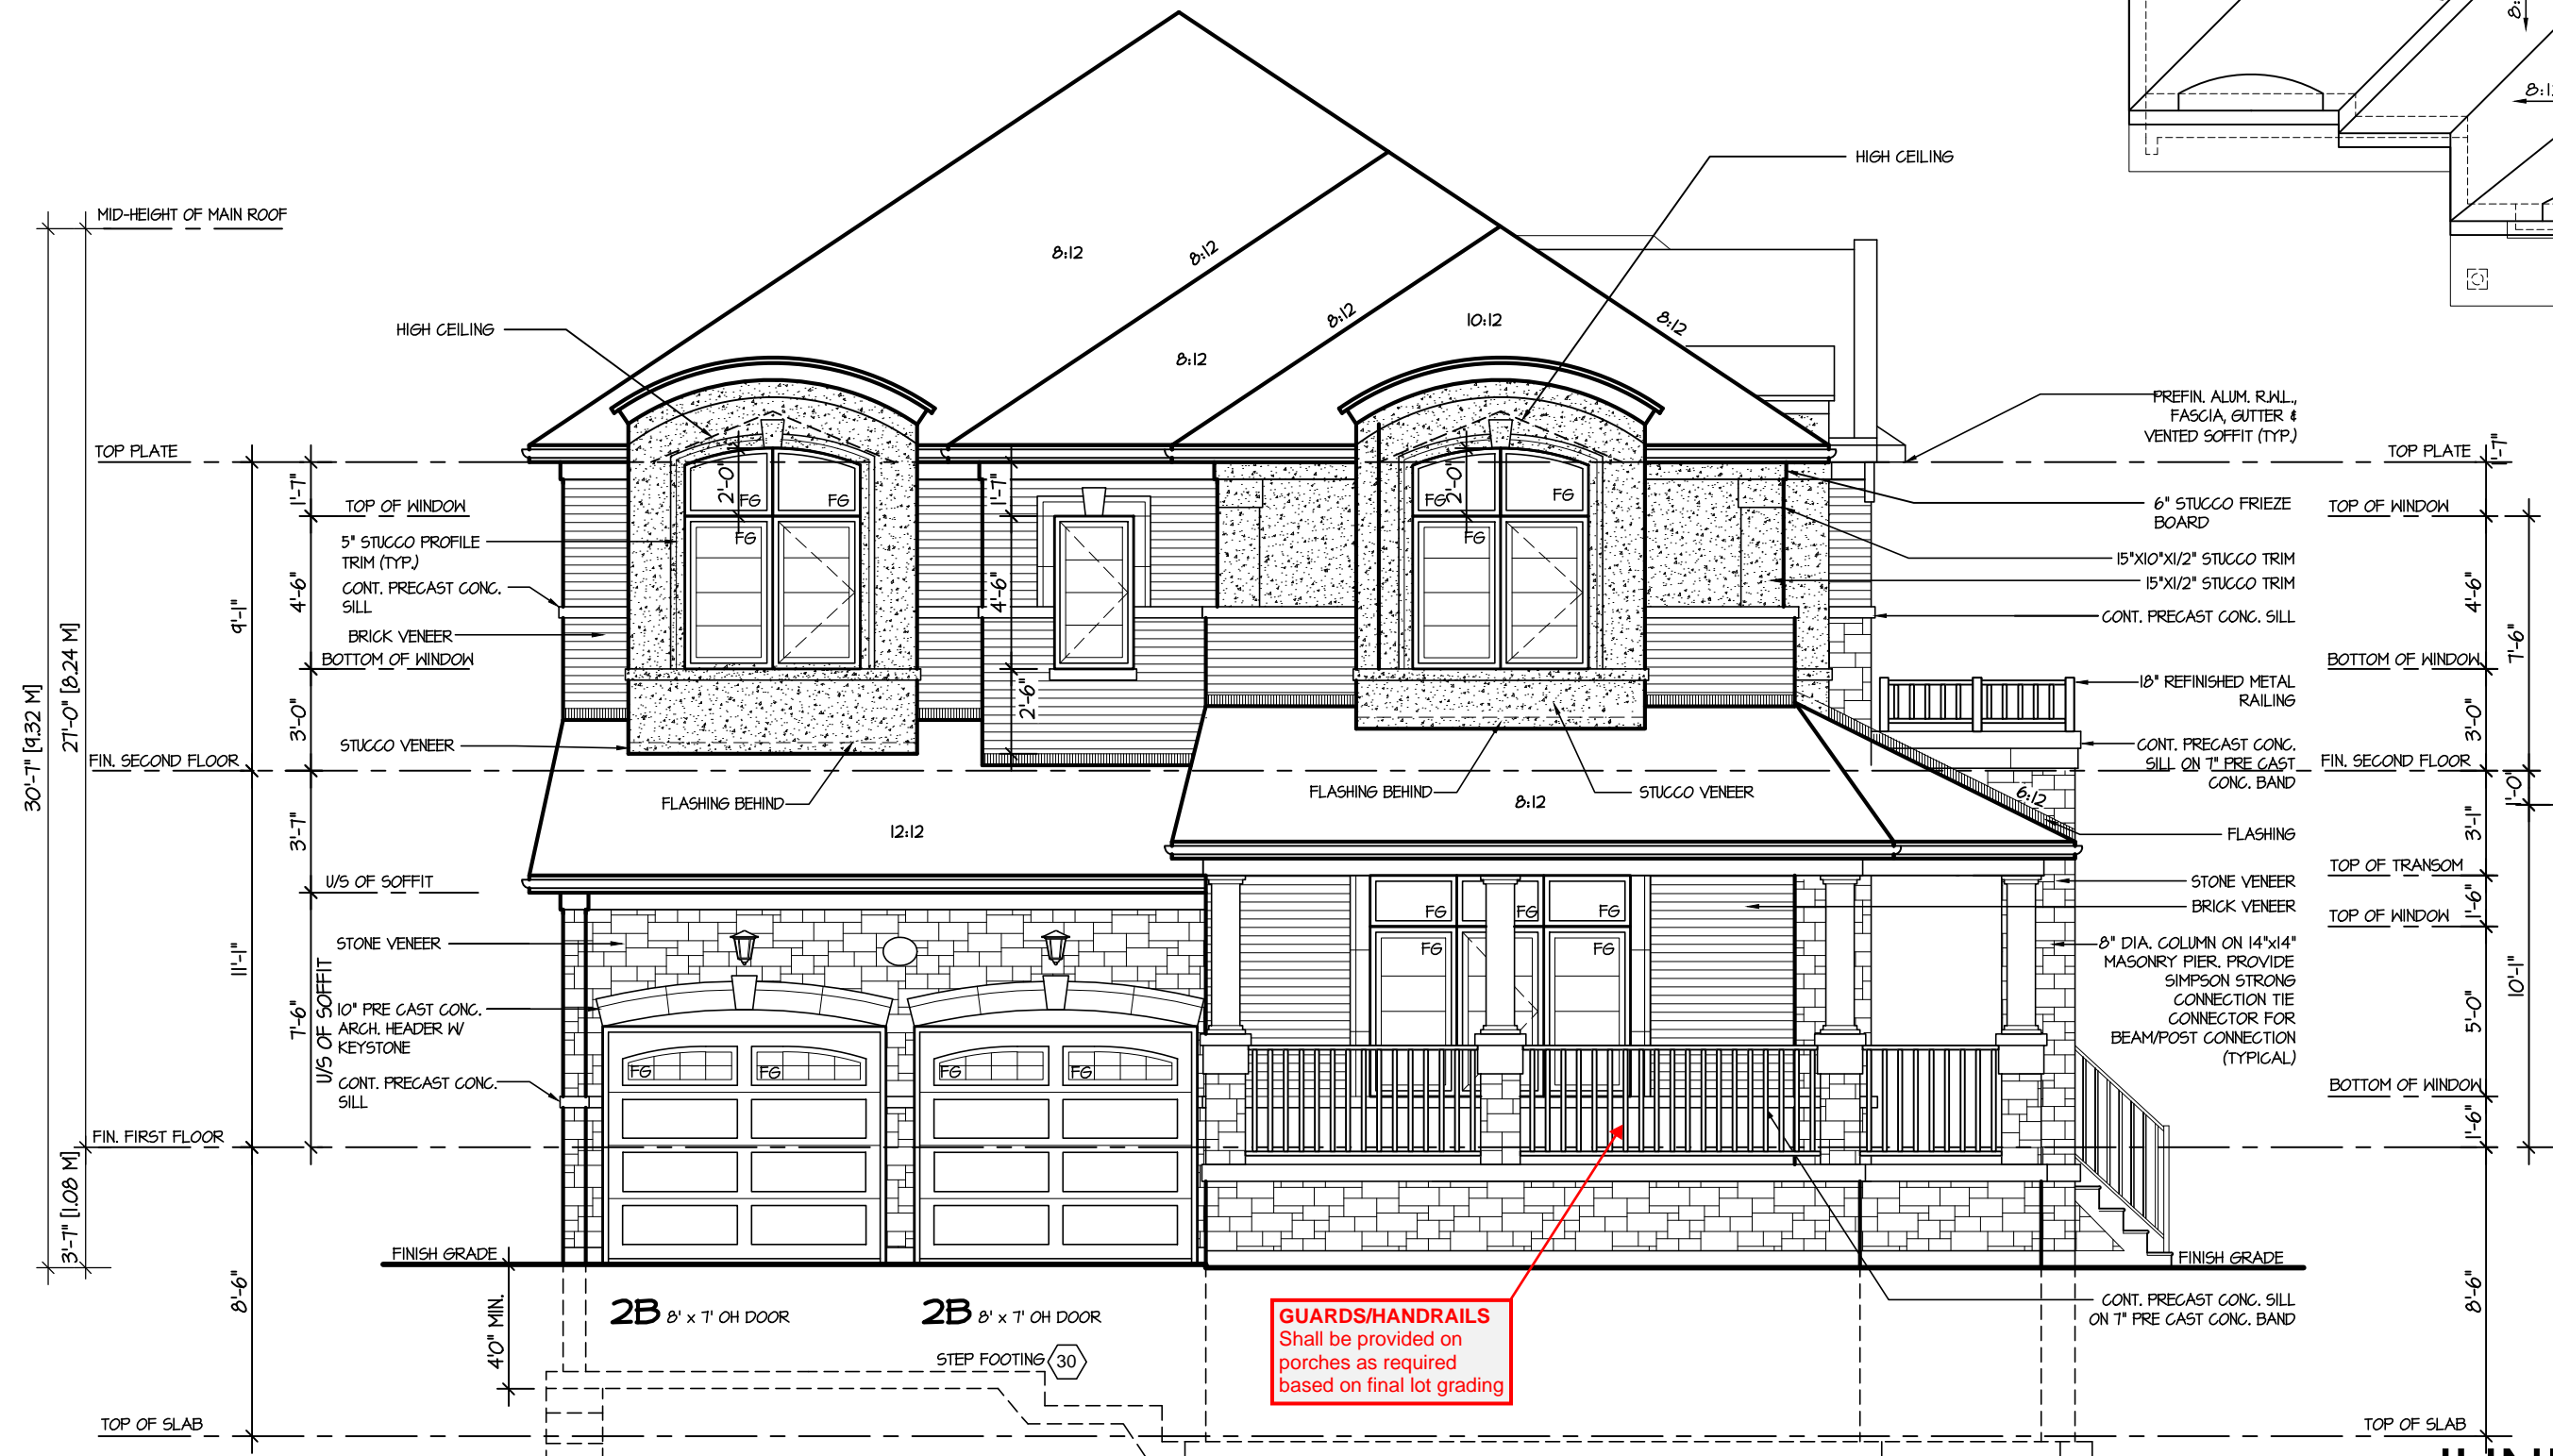 8:
8:12
HIGH CEILING
MID-HEIGHT OF MAIN ROOF
8:12
8:12
8:12
10:12
8:12
8:12
HIGH CEILING
PREFIN. ALUM. R.W.L.,
FASCIA, GUTTER &
VENTED SOFFIT (TYP.)
TOP PLATE
TOP PLATE
1'-7"
1'-7"
2'-0"
FG
FG
1'-7"
FG
2'-0"
FG
TOP OF WINDOW
6" STUCCO FRIEZE
BOARD
TOP OF WINDOW
5" STUCCO PROFILE
TRIM (TYP.)
FG
FG
15"X10"X1/2" STUCCO TRIM
15"X1/2" STUCCO TRIM
CONT. PRECAST CONC.
SILL
4'-6"
4'-6"
4'-6"
9'-1"
CONT. PRECAST CONC. SILL
7'-6"
BRICK VENEER
BOTTOM OF WINDOW
BOTTOM OF WINDOW
27'-0" [8.24 M]
30'-7" [9.32 M]
2'-6"
18" REFINISHED METAL
RAILING
3'-0"
3'-0"
STUCCO VENEER
CONT. PRECAST CONC.
SILL ON 7" PRE CAST
CONC. BAND
FIN. SECOND FLOOR
FIN. SECOND FLOOR
1'-0"
FLASHING BEHIND
FLASHING BEHIND
STUCCO VENEER
8:12
6:12
12:12
3'-7"
3'-1"
FLASHING
U/S OF SOFFIT
TOP OF TRANSOM
STONE VENEER
1'-6"
FG
FG
FG
BRICK VENEER
TOP OF WINDOW
STONE VENEER
FG
FG
8" DIA. COLUMN ON 14"x14"
MASONRY PIER. PROVIDE
SIMPSON STRONG
CONNECTION TIE
CONNECTOR FOR
BEAM/POST CONNECTION
(TYPICAL)
11'-1"
7'-6"
U/S OF SOFFIT
10" PRE CAST CONC.
ARCH. HEADER W/
KEYSTONE
5'-0"
10'-1"
FG
FG
FG
FG
CONT. PRECAST CONC.
SILL
BOTTOM OF WINDOW
FIN. FIRST FLOOR
1'-6"
3'-7" [1.08 M]
FINISH GRADE
FINISH GRADE
8'-6"
8'-6"
4'0" MIN.
2B 8' x 7' OH DOOR
2B 8' x 7' OH DOOR
GUARDS/HANDRAILS
Shall be provided on
porches as required
based on final lot grading
CONT. PRECAST CONC. SILL
ON 7" PRE CAST CONC. BAND
STEP FOOTING 30
TOP OF SLAB
TOP OF SLAB